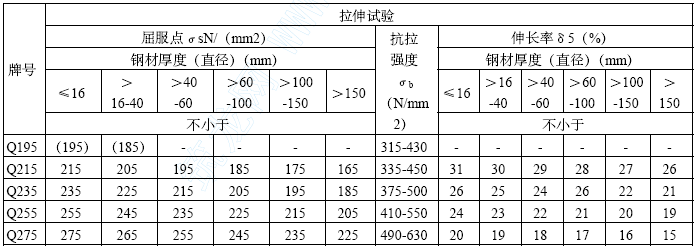 拉伸试验
牌号 屈服点σsN/（mm2） 抗拉强度σb（N/mm2） 伸长率δ5（%）
钢材厚度（直径）(mm) 钢材厚度（直径）(mm)
≤16 >16-40 >40-60 >60-100 >100-150 >150 ≤16 >16-40 >40-60 >60-100 >100-150 >150
不小于 不小于
Q195 (195) (185) - - - - 315-430 - - - - - -
Q215 215 205 195 185 175 165 335-450 31 30 29 28 27 26
Q235 235 225 215 205 195 185 375-500 26 25 24 26 22 21
Q255 255 245 235 225 215 205 410-550 24 23 22 21 20 19
Q275 275 265 255 245 235 225 490-630 20 19 18 17 16 15